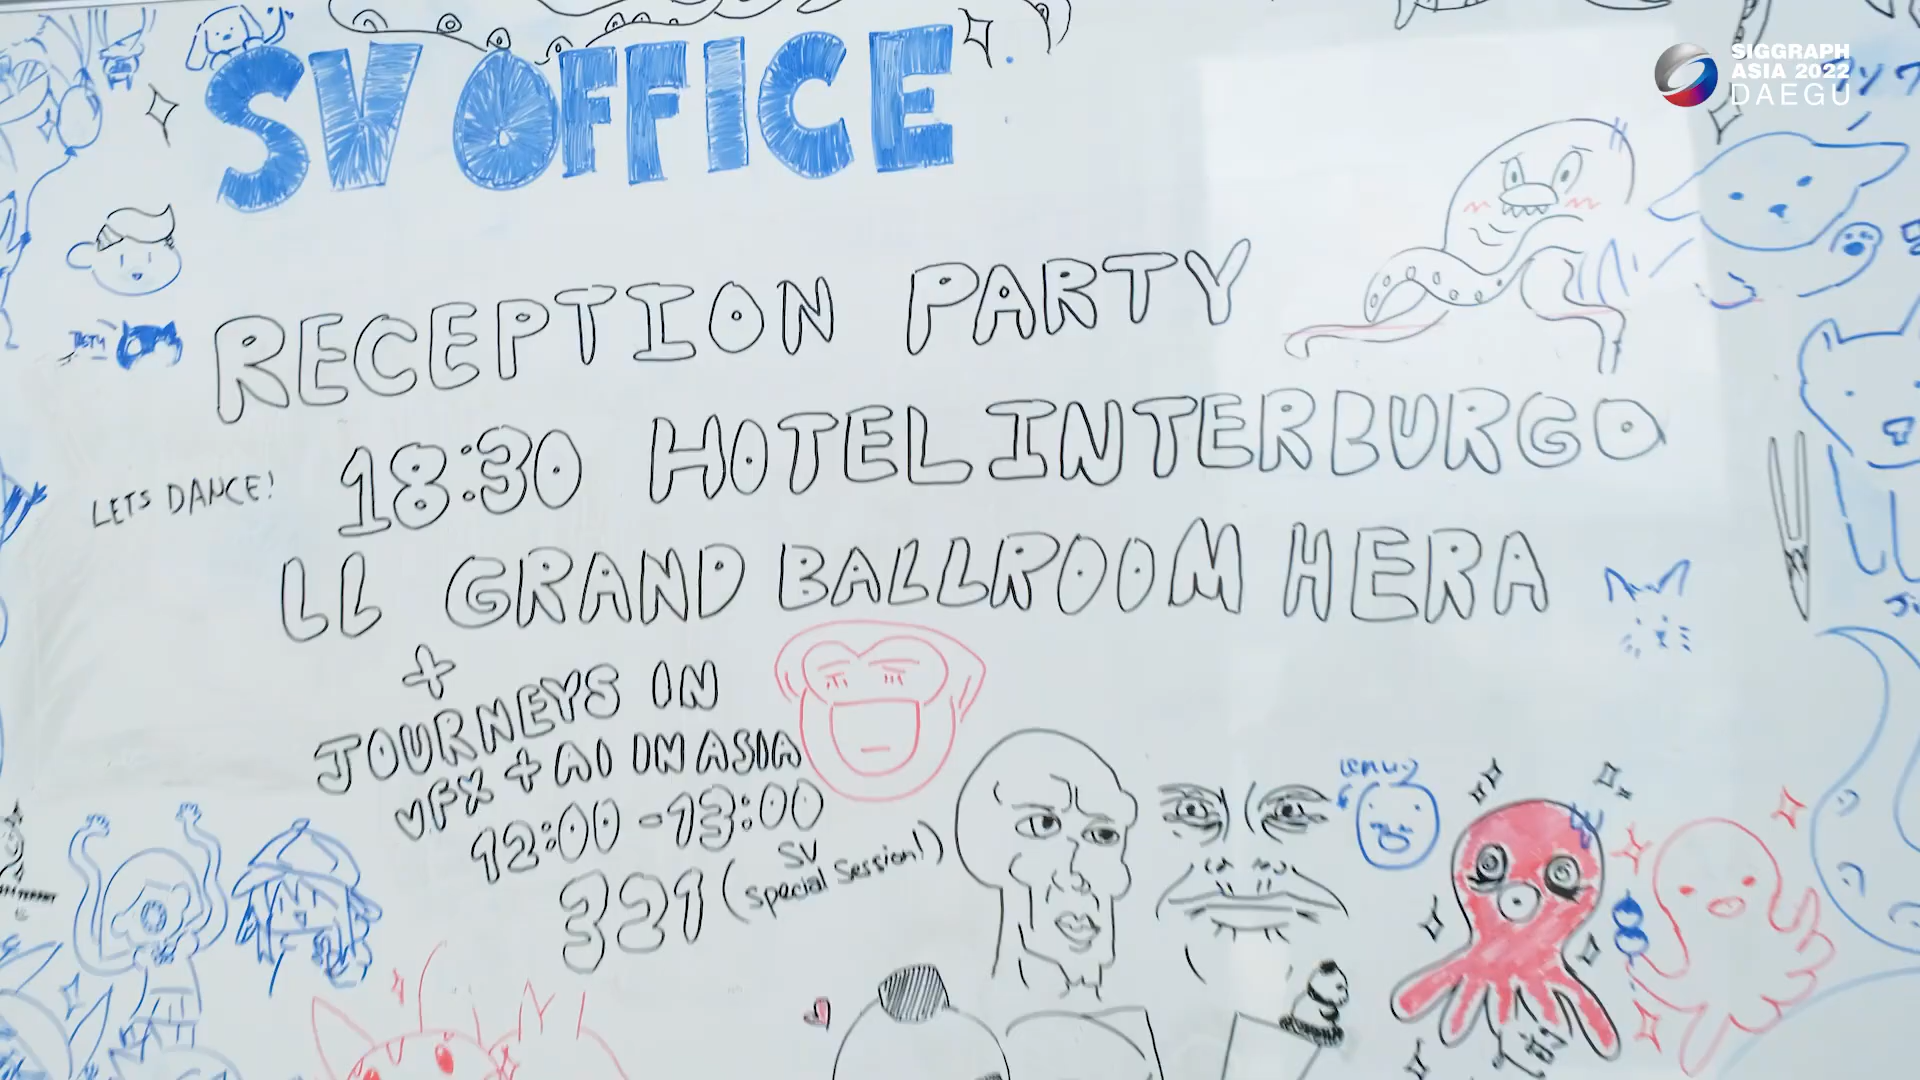 SV OFFICE
SIGGRAPH
ASIA 2022
DAEGU
RECEPTION PARTY
18:30 HOTEL INTERBURGO
LETS DANCE!
LL GRAND BALLROOM HERA
+
JOURNEYS IN
VFX + AI IN ASIA
12:00-13:00
321 (SV
special session!)